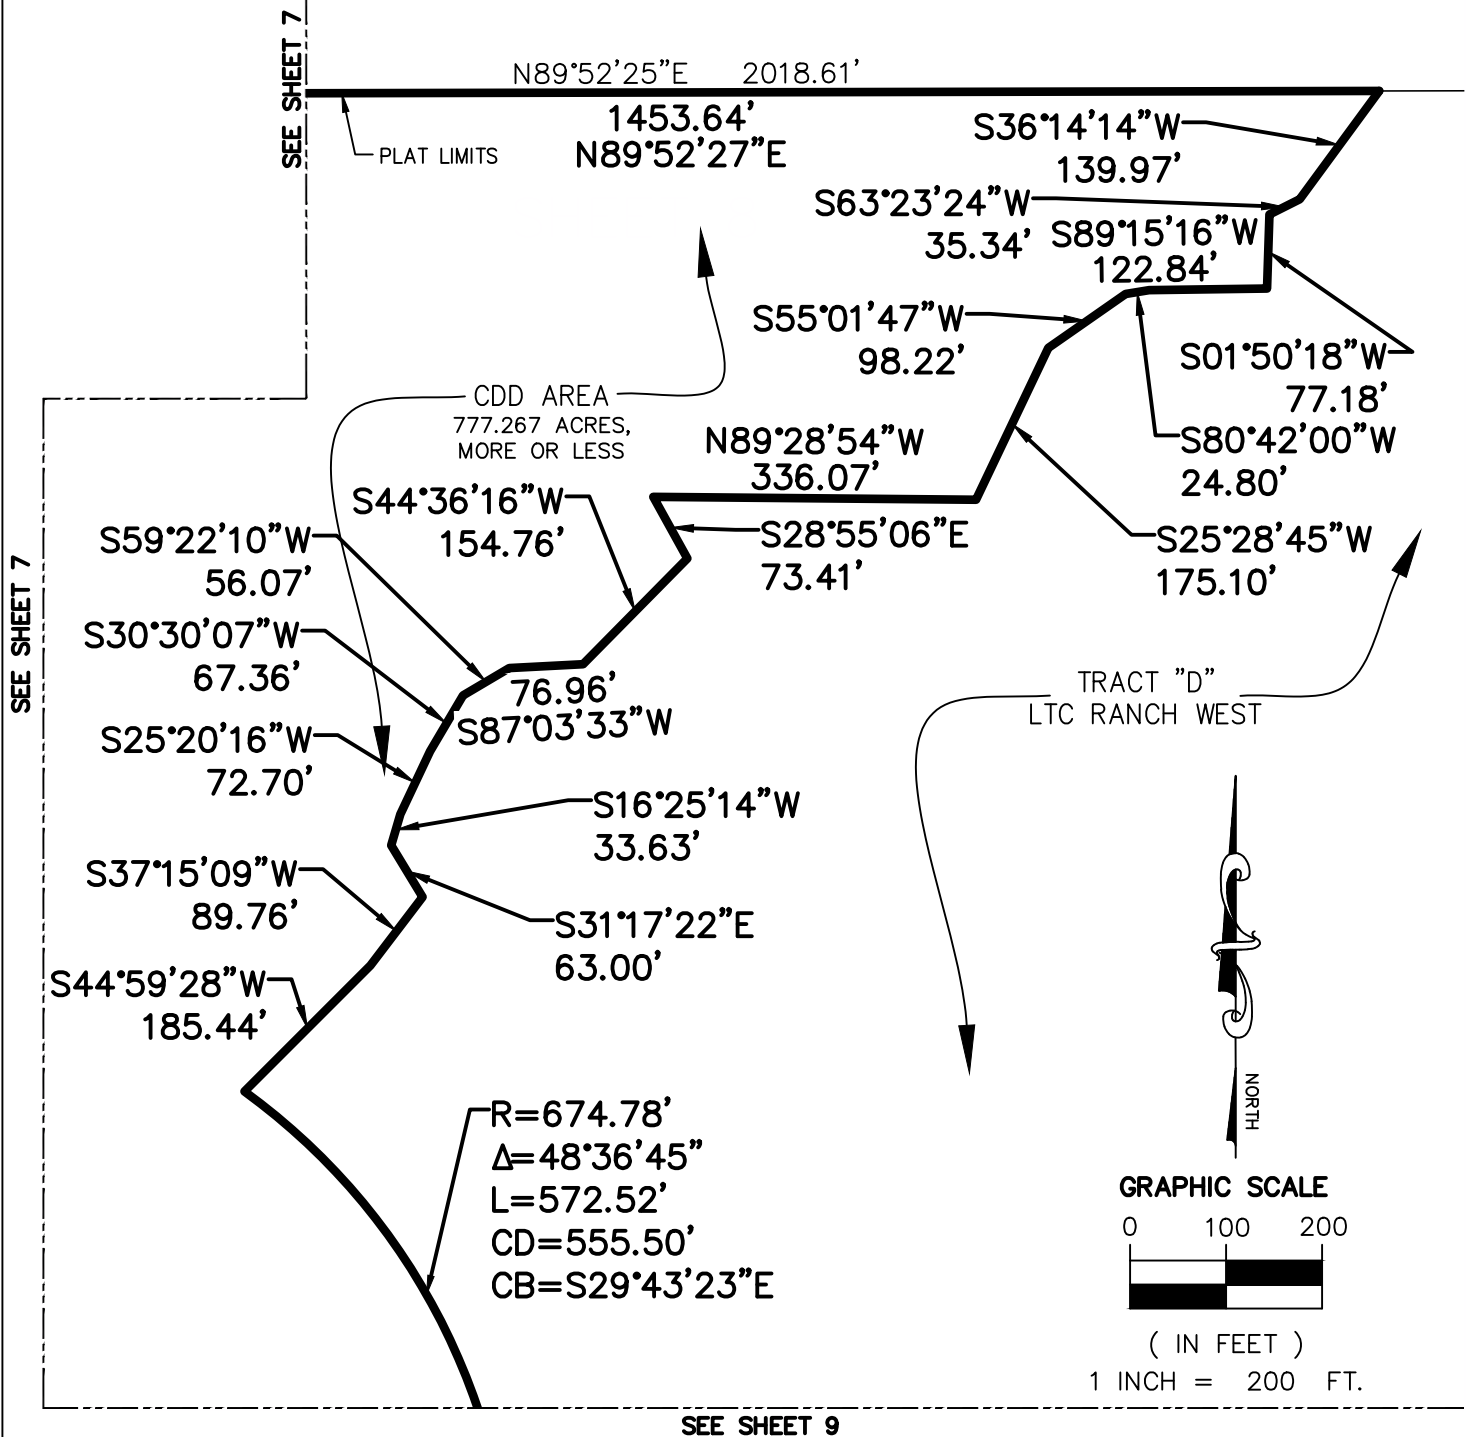 SEE SHEET 7
N89°52'25"E 2018.61'
1453.64'
N89°52'27"E
PLAT LIMITS
S36°14'14"W
139.97'
S63°23'24"W
35.34'
S89°15'16"W
122.84'
S55°01'47"W
98.22'
S01°50'18"W
77.18'
CDD AREA
777.267 ACRES,
MORE OR LESS
N89°28'54"W
336.07'
S80°42'00"W
24.80'
S44°36'16"W
154.76'
S28°55'06"E
73.41'
S25°28'45"W
175.10'
S59°22'10"W
56.07'
SEE SHEET 7
S30°30'07"W
67.36'
76.96'
S87°03'33"W
TRACT "D"
LTC RANCH WEST
S25°20'16"W
72.70'
S16°25'14"W
33.63'
S37°15'09"W
89.76'
S31°17'22"E
63.00'
S44°59'28"W
185.44'
R=674.78'
Δ=48°36'45"
L=572.52'
CD=555.50'
CB=S29°43'23"E
NORTH
GRAPHIC SCALE
0 100 200
( IN FEET )
1 INCH = 200 FT.
SEE SHEET 9